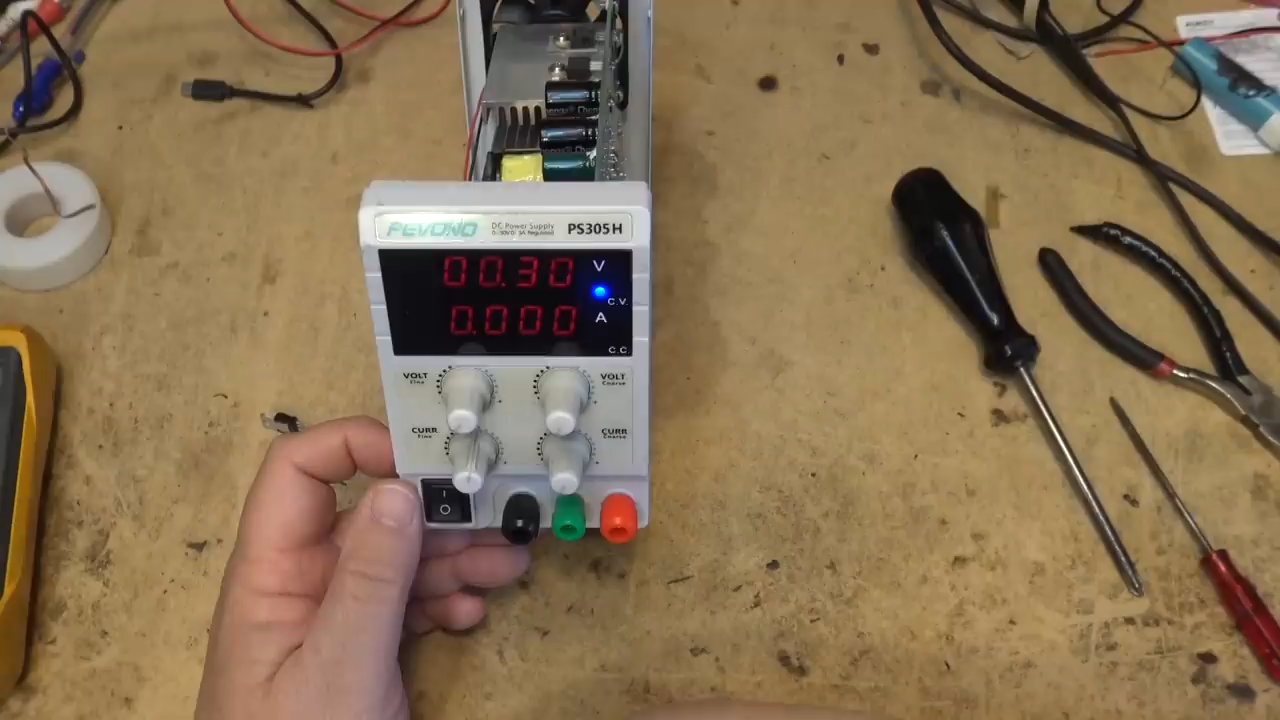 FEVONO
DC Power Supply
PS305H
00.30 V
C.V.
0.000 A
C.C.
VOLT
Fine
VOLT
Coarse
CURR
Fine
CURR
Coarse
I
O